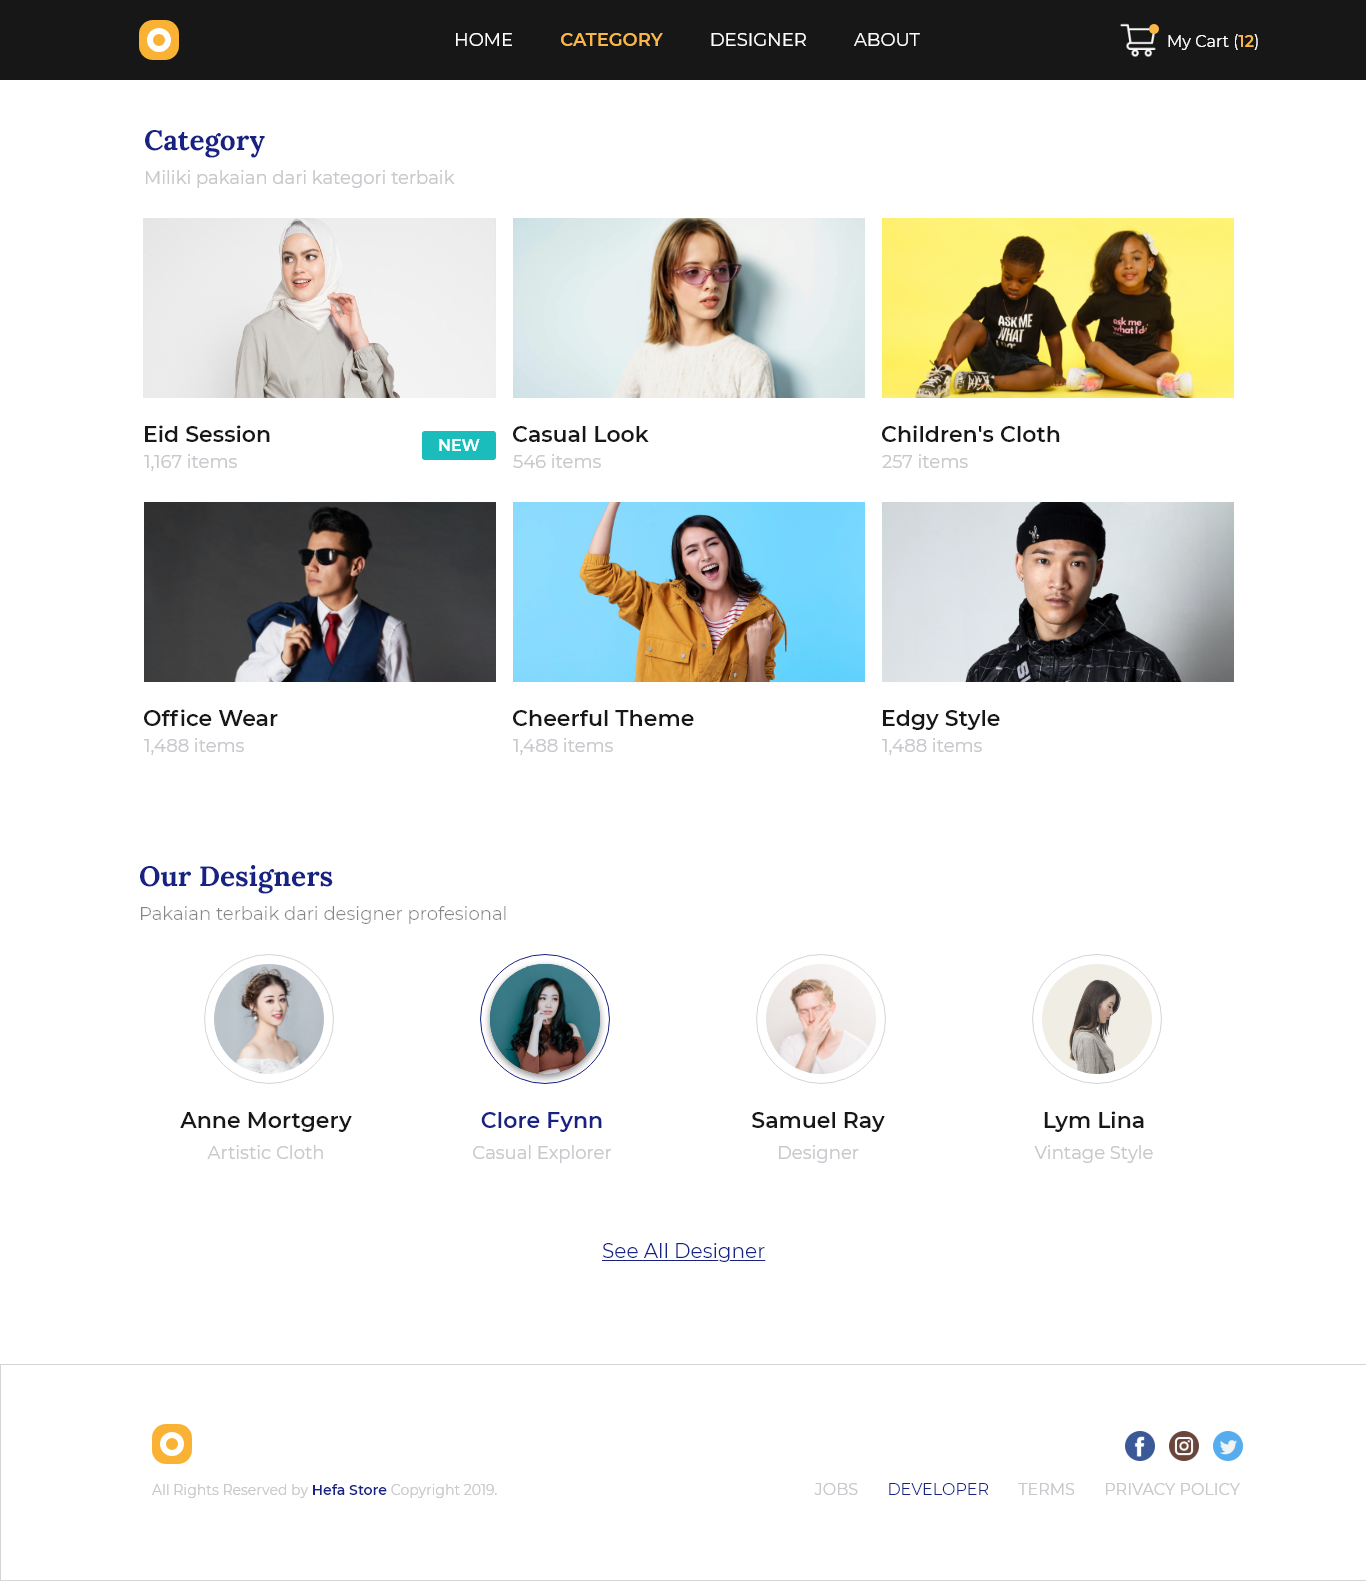 HOME CATEGORY DESIGNER ABOUT My Cart (12)
Category
Miliki pakaian dari kategori terbaik
ASK ME
WHAT
ask me
what I do
Eid Session
1,167 items
NEW
Casual Look
546 items
Children's Cloth
257 items
Office Wear
1,488 items
Cheerful Theme
1,488 items
Edgy Style
1,488 items
Our Designers
Pakaian terbaik dari designer profesional
Anne Mortgery
Artistic Cloth
Clore Fynn
Casual Explorer
Samuel Ray
Designer
Lym Lina
Vintage Style
See All Designer
All Rights Reserved by Hefa Store Copyright 2019.
JOBS DEVELOPER TERMS PRIVACY POLICY